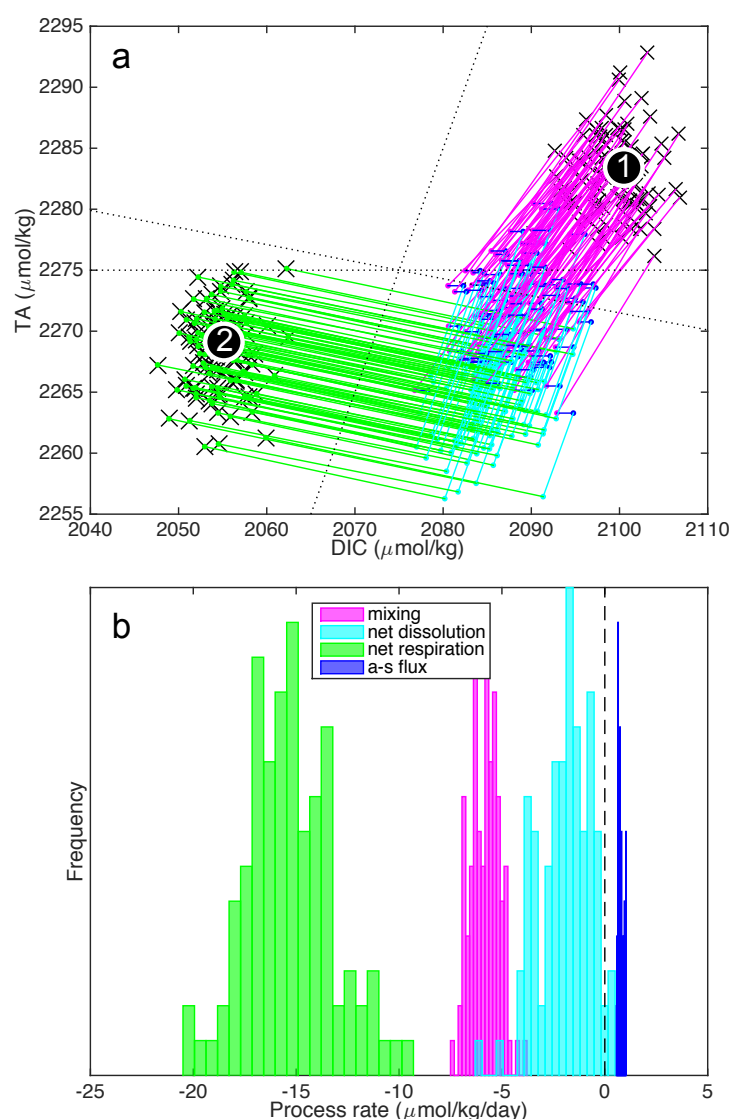 a
2295
2290
2285
2280
2275
2270
2265
2260
2255
TA (μmol/kg)
1
2
2040 2050 2060 2070 2080 2090 2100 2110
DIC (μmol/kg)
b
mixing
net dissolution
net respiration
a-s flux
Frequency
-25 -20 -15 -10 -5 0 5
Process rate (μmol/kg/day)